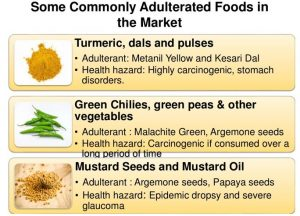 Some Commonly Adulterated Foods in
the Market
Turmeric, dals and pulses
• Adulterant: Metanil Yellow and Kesari Dal
• Health hazard: Highly carcinogenic, stomach
disorders.
Green Chilies, green peas & other
vegetables
• Adulterant : Malachite Green, Argemone seeds
• Health hazard: Carcinogenic if consumed over a
long period of time
Mustard Seeds and Mustard Oil
• Adulterant : Argemone seeds, Papaya seeds
• Health hazard : Epidemic dropsy and severe
glaucoma